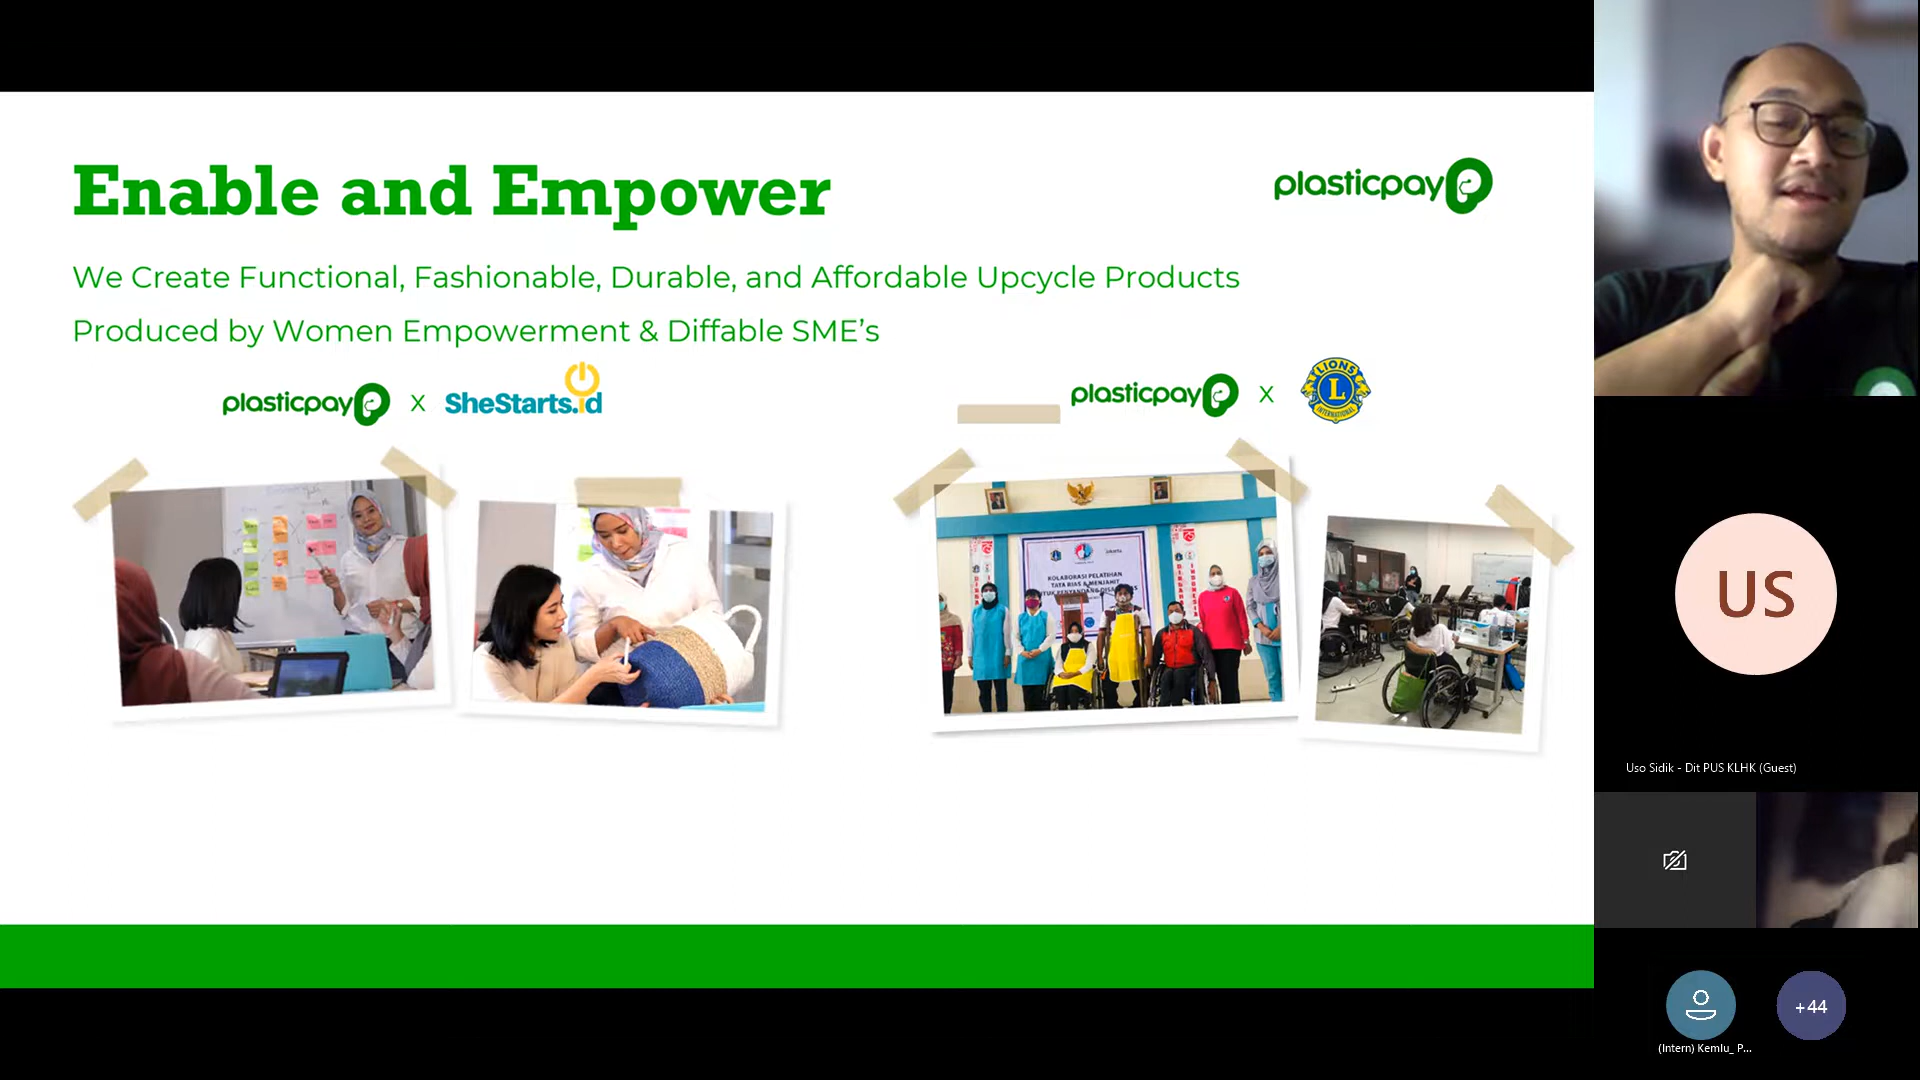 Enable and Empower
plasticpay
We Create Functional, Fashionable, Durable, and Affordable Upcycle Products
Produced by Women Empowerment & Diffable SME's
plasticpay X SheStarts.id
plasticpay X LIONS L INTERNATIONAL
KOLABORASI PELATIHAN
TATA RIAS & MENJAHIT
UNTUK PENYANDANG
US
Uso Sidik - Dit PUS KLHK (Guest)
(Intern) Kemlu_ P...
+44